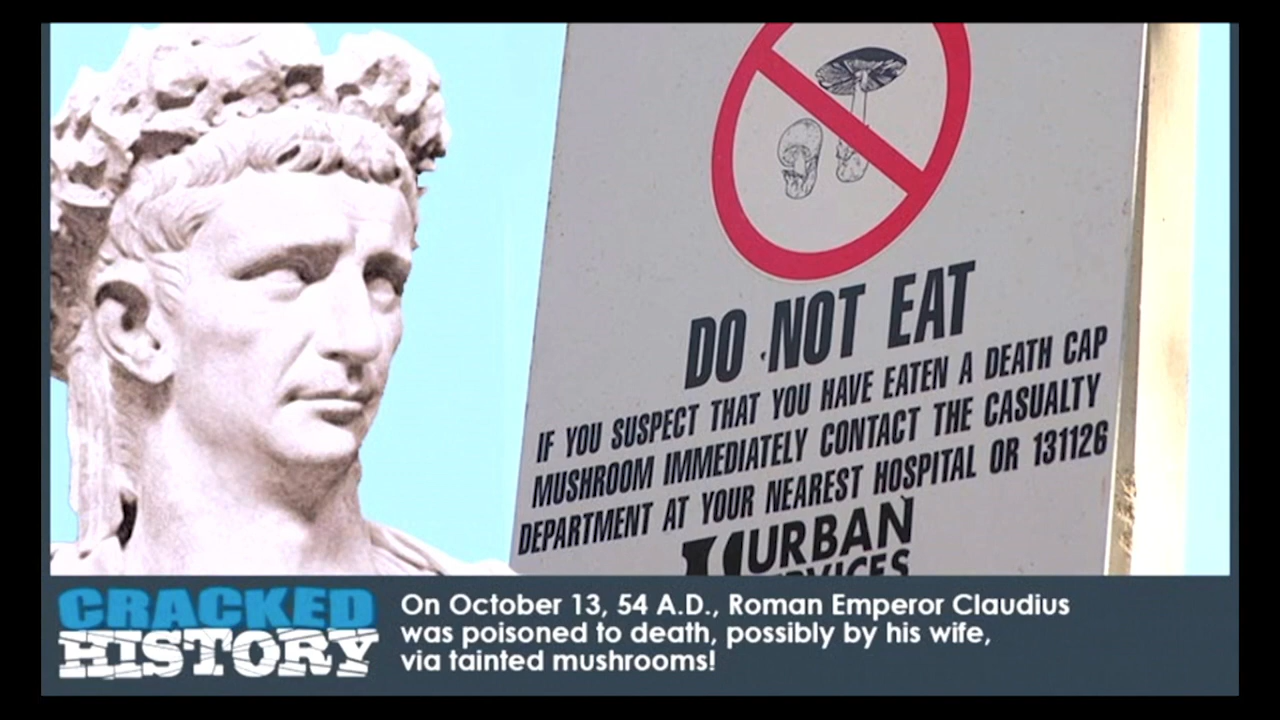 DO NOT EAT
IF YOU SUSPECT THAT YOU HAVE EATEN A DEATH CAP
MUSHROOM IMMEDIATELY CONTACT THE CASUALTY
DEPARTMENT AT YOUR NEAREST HOSPITAL OR 131126
URBAN
SERVICES
CRACKED
HISTORY
On October 13, 54 A.D., Roman Emperor Claudius
was poisoned to death, possibly by his wife,
via tainted mushrooms!